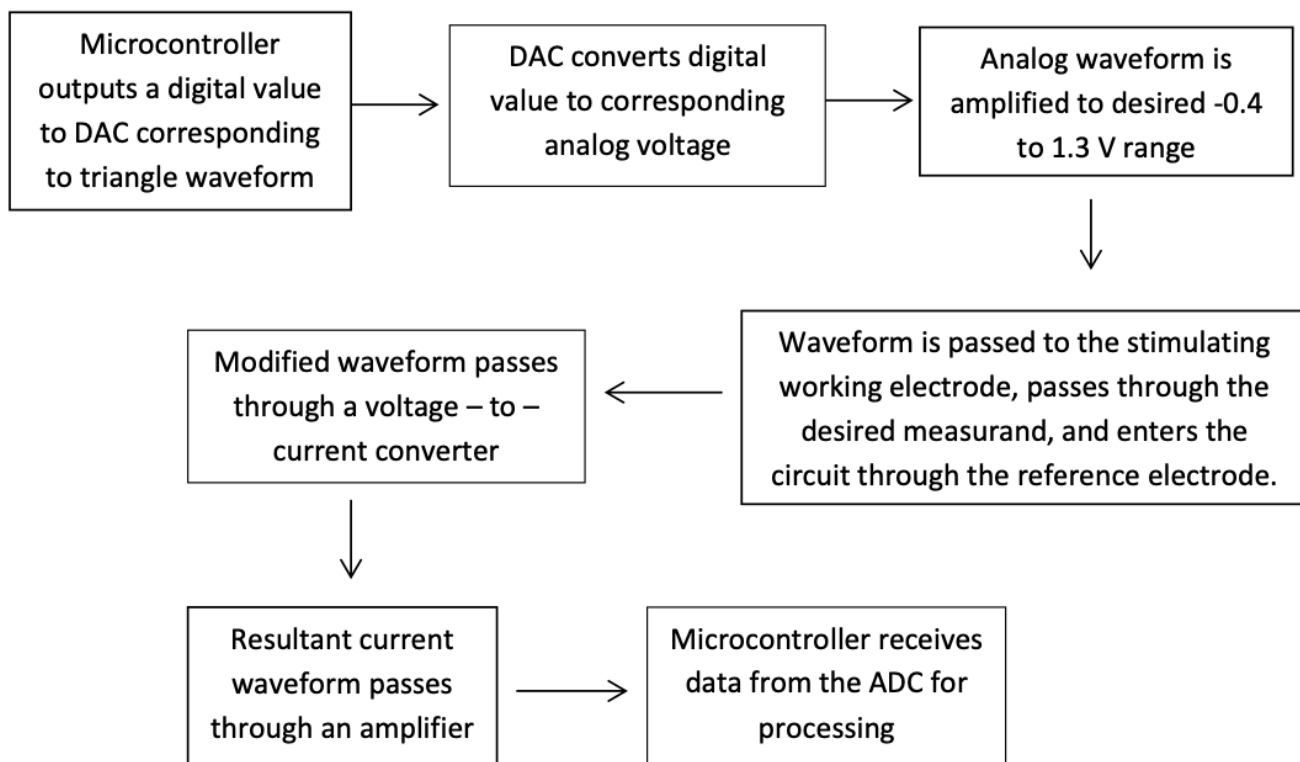 Microcontroller
outputs a digital value
to DAC corresponding
to triangle waveform
DAC converts digital
value to corresponding
analog voltage
Analog waveform is
amplified to desired -0.4
to 1.3 V range
Waveform is passed to the stimulating
working electrode, passes through the
desired measurand, and enters the
circuit through the reference electrode.
Modified waveform passes
through a voltage – to –
current converter
Resultant current
waveform passes
through an amplifier
Microcontroller receives
data from the ADC for
processing